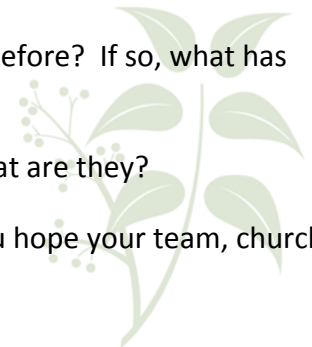 efore?  If so, what has
at are they?
u hope your team, church